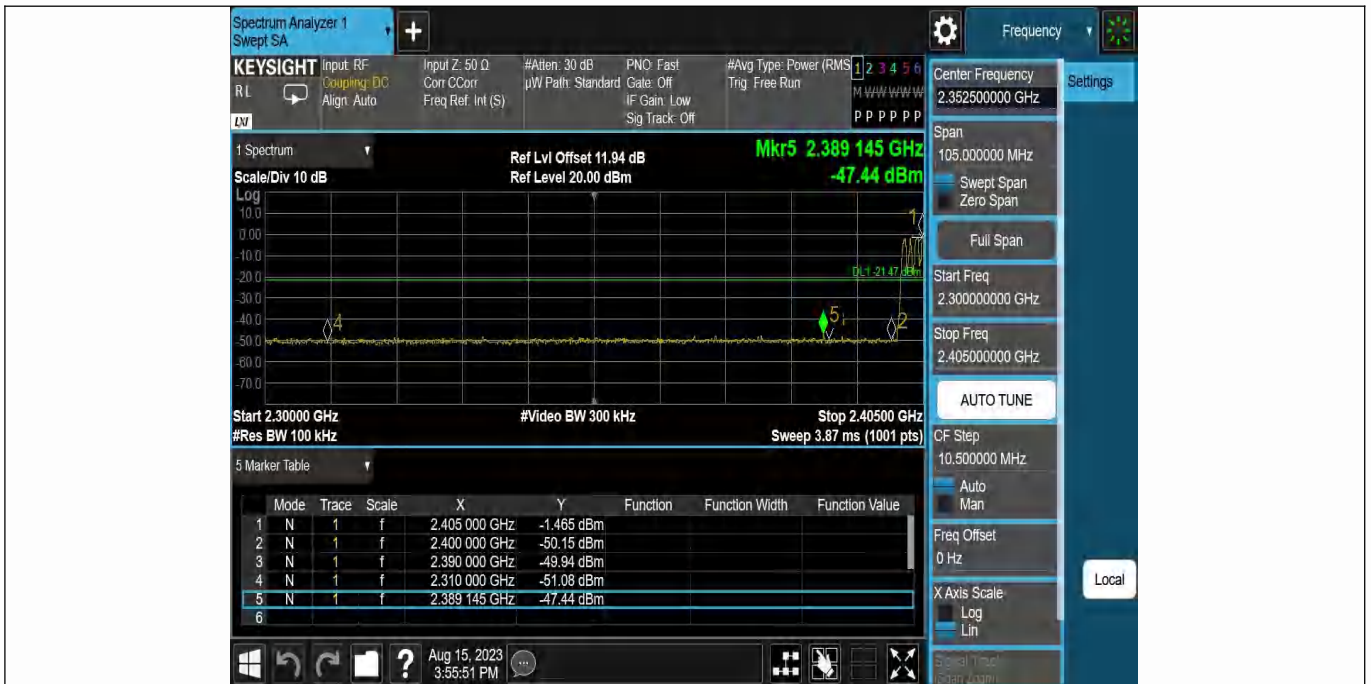 Spectrum Analyzer 1
Swept SA
+
Frequency
KEYSIGHT
RL
LXI
Input: RF
Coupling: DC
Align: Auto
Input Z: 50 Ω
Corr CCorr
Freq Ref: Int (S)
#Atten: 30 dB
µW Path: Standard
PNO: Fast
Gate: Off
IF Gain: Low
Sig Track: Off
#Avg Type: Power (RMS
Trig: Free Run
1 2 3 4 5 6
M W W W W W
P P P P P P
1 Spectrum
Scale/Div 10 dB
Log
Ref Lvl Offset 11.94 dB
Ref Level 20.00 dBm
Mkr5 2.389 145 GHz
-47.44 dBm
10.0
0.00
-10.0
-20.0
-30.0
-40.0
-50.0
-60.0
-70.0
1
DL1 -21.47 dBm
4
5
2
Start 2.30000 GHz
#Res BW 100 kHz
#Video BW 300 kHz
Stop 2.40500 GHz
Sweep 3.87 ms (1001 pts)
5 Marker Table
Mode Trace Scale X Y Function Function Width Function Value
1 N 1 f 2.405 000 GHz -1.465 dBm
2 N 1 f 2.400 000 GHz -50.15 dBm
3 N 1 f 2.390 000 GHz -49.94 dBm
4 N 1 f 2.310 000 GHz -51.08 dBm
5 N 1 f 2.389 145 GHz -47.44 dBm
6
?
Aug 15, 2023
3:55:51 PM
Center Frequency
2.352500000 GHz
Settings
Span
105.000000 MHz
Swept Span
Zero Span
Full Span
Start Freq
2.300000000 GHz
Stop Freq
2.405000000 GHz
AUTO TUNE
CF Step
10.500000 MHz
Auto
Man
Freq Offset
0 Hz
X Axis Scale
Log
Lin
Local
Signal Track
(Span Zoom)